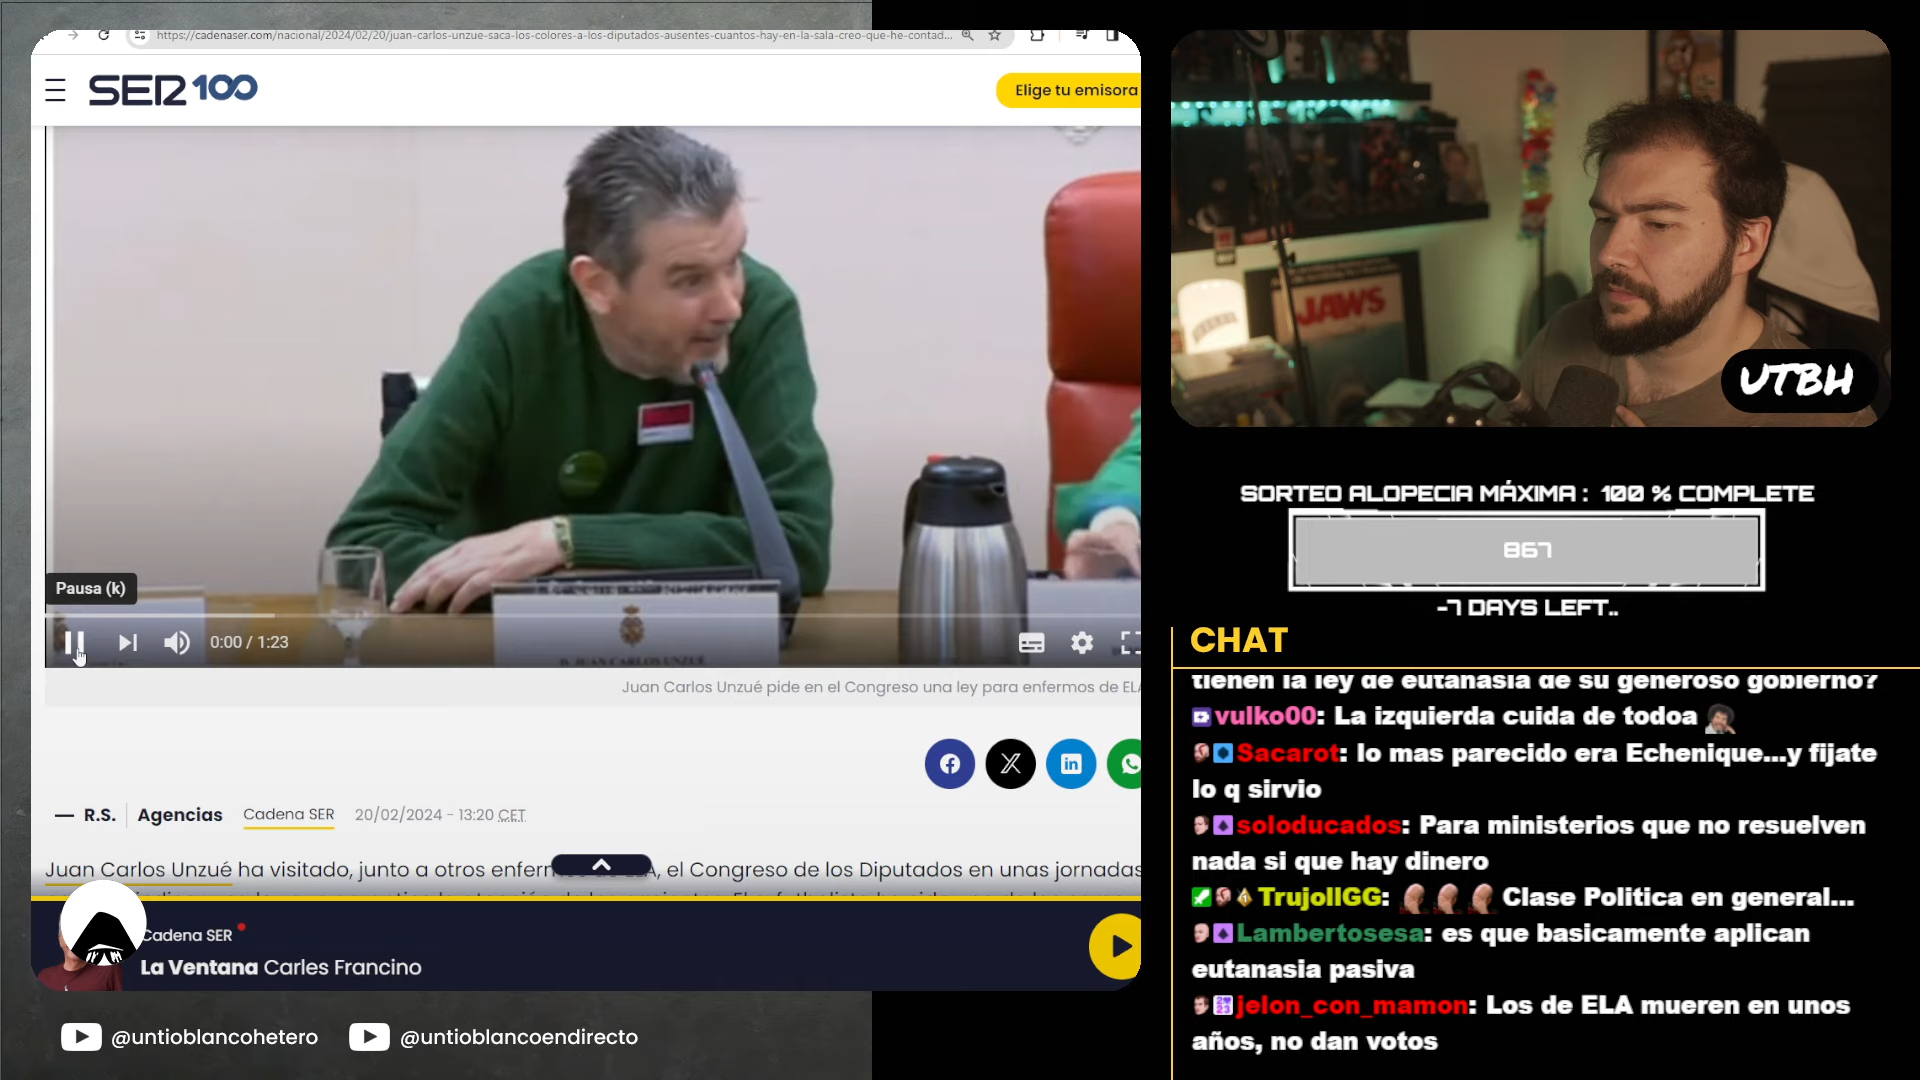 https://cadenaser.com/nacional/2024/02/20/juan-carlos-unzue-saca-los-colores-a-los-diputados-ausentes-cuantos-hay-en-la-sala-creo-que-he-contad...
SER 100
Elige tu emisora
Pausa (k)
0:00 / 1:23
D. JUAN CARLOS UNZUÉ
Juan Carlos Unzué pide en el Congreso una ley para enfermos de ELA
— R.S.
Agencias
Cadena SER
20/02/2024 - 13:20 CET
Juan Carlos Unzué ha visitado, junto a otros , el Congreso de los Diputados en unas jornadas
Cadena SER
La Ventana Carles Francino
@untioblancohetero
@untioblancoendirecto
JAWS
UTBH
SORTEO ALOPECIA MÁXIMA : 100 % COMPLETE
867
-7 DAYS LEFT..
CHAT
tienen la ley de eutanasia de su generoso gobierno?
vulko00: La izquierda cuida de todoa
Sacarot: lo mas parecido era Echenique...y fijate
lo q sirvio
soloducados: Para ministerios que no resuelven
nada si que hay dinero
TrujollGG: Clase Politica en general...
Lambertosesa: es que basicamente aplican
eutanasia pasiva
jelon_con_mamon: Los de ELA mueren en unos
años, no dan votos